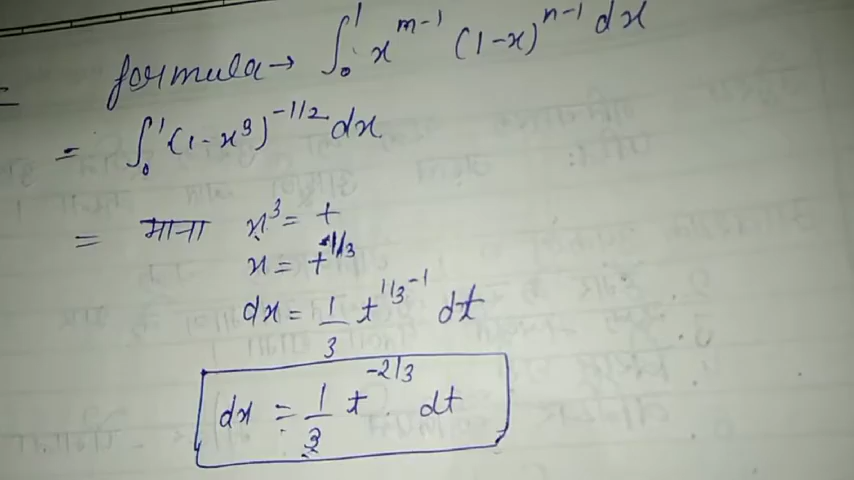 formula → ∫₀¹ x^(m-1) (1-x)^(n-1) dx
= ∫₀¹ (1-x³)^(-1/2) dx
= माना x³ = t
x = t^(1/3)
dx = 1/3 t^(1/3-1) dt
dx = 1/3 t^(-2/3) . dt